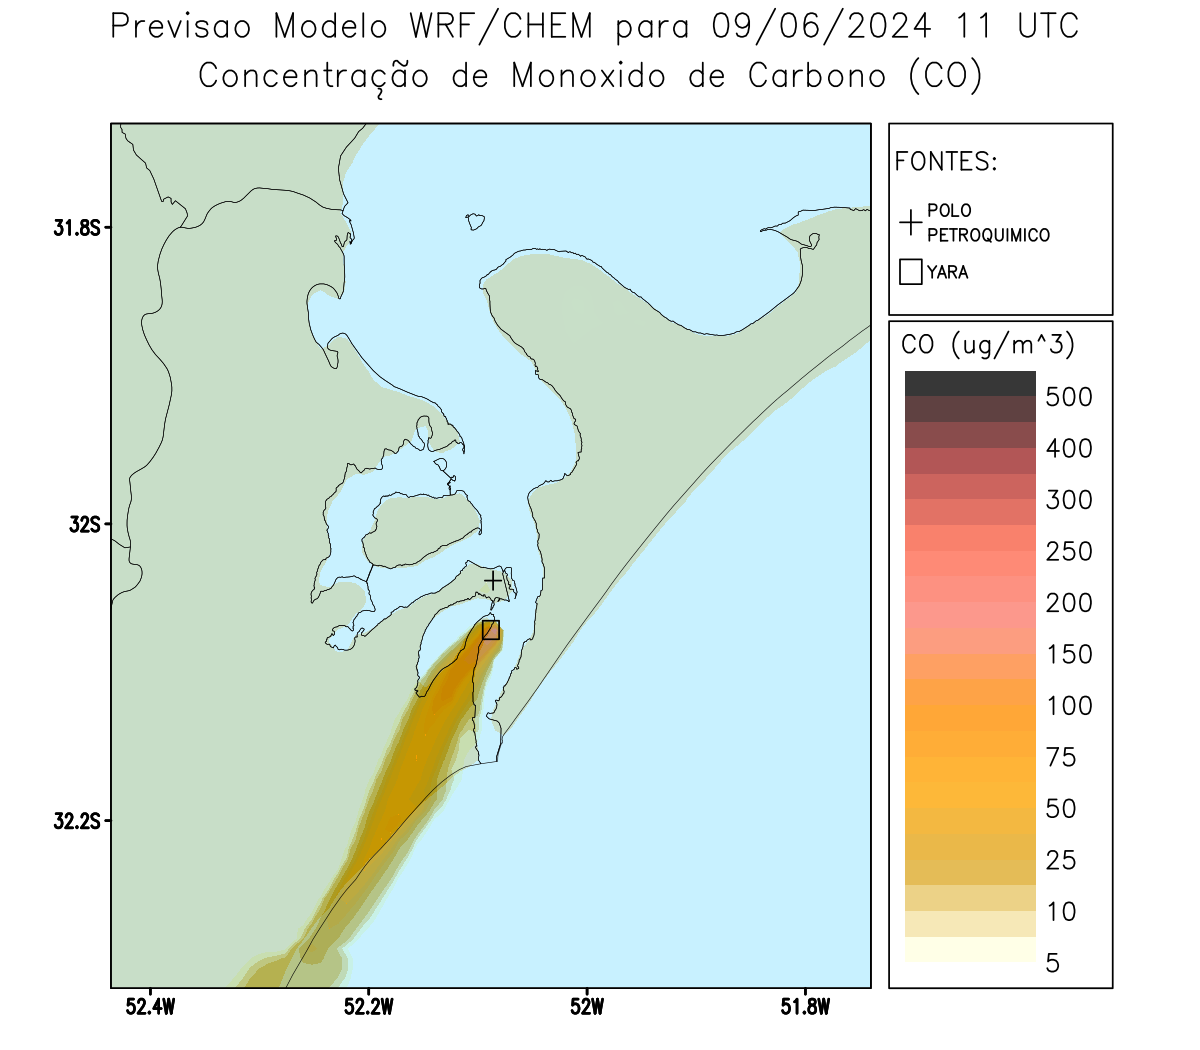 Previsao Modelo WRF/CHEM para 09/06/2024 11 UTC
Concentração de Monoxido de Carbono (CO)
FONTES:
POLO
PETROQUIMICO
YARA
CO (ug/m^3)
500
400
300
250
200
150
100
75
50
25
10
5
31.8S
32S
32.2S
52.4W
52.2W
52W
51.8W